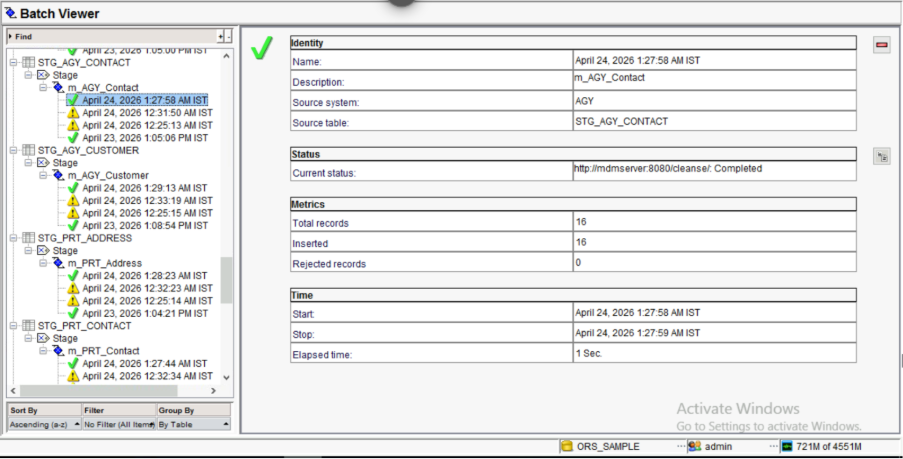 Batch Viewer
Find
April 23, 2026 1:05:00 PM IST
STG_AGY_CONTACT
Stage
m_AGY_Contact
April 24, 2026 1:27:58 AM IST
April 24, 2026 12:31:50 AM IST
April 24, 2026 12:25:13 AM IST
April 23, 2026 1:05:06 PM IST
STG_AGY_CUSTOMER
Stage
m_AGY_Customer
April 24, 2026 1:29:13 AM IST
April 24, 2026 12:33:19 AM IST
April 24, 2026 12:25:15 AM IST
April 23, 2026 1:08:54 PM IST
STG_PRT_ADDRESS
Stage
m_PRT_Address
April 24, 2026 1:28:23 AM IST
April 24, 2026 12:32:23 AM IST
April 24, 2026 12:25:14 AM IST
April 23, 2026 1:04:21 PM IST
STG_PRT_CONTACT
Stage
m_PRT_Contact
April 24, 2026 1:27:44 AM IST
April 24, 2026 12:32:34 AM IST
Sort By Filter Group By
Ascending (a-z) No Filter (All Items) By Table
Identity
Name: April 24, 2026 1:27:58 AM IST
Description: m_AGY_Contact
Source system: AGY
Source table: STG_AGY_CONTACT
Status
Current status: http://mdmserver:8080/cleanse/: Completed
Metrics
Total records 16
Inserted 16
Rejected records 0
Time
Start: April 24, 2026 1:27:58 AM IST
Stop: April 24, 2026 1:27:59 AM IST
Elapsed time: 1 Sec.
Activate Windows
Go to Settings to activate Windows.
ORS_SAMPLE admin 721M of 4551M